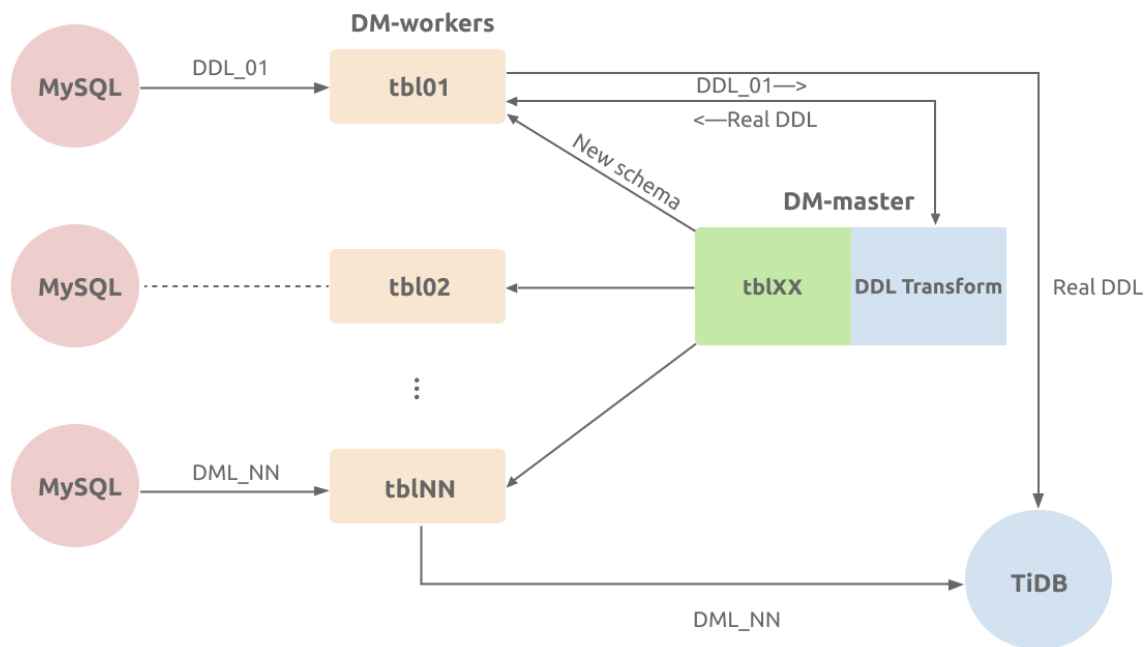 DM-workers
MySQL
DDL_01
tbl01
DDL_01—>
<—Real DDL
New schema
DM-master
MySQL
tbl02
tblXX
DDL Transform
Real DDL
⋮
MySQL
DML_NN
tblNN
TiDB
DML_NN